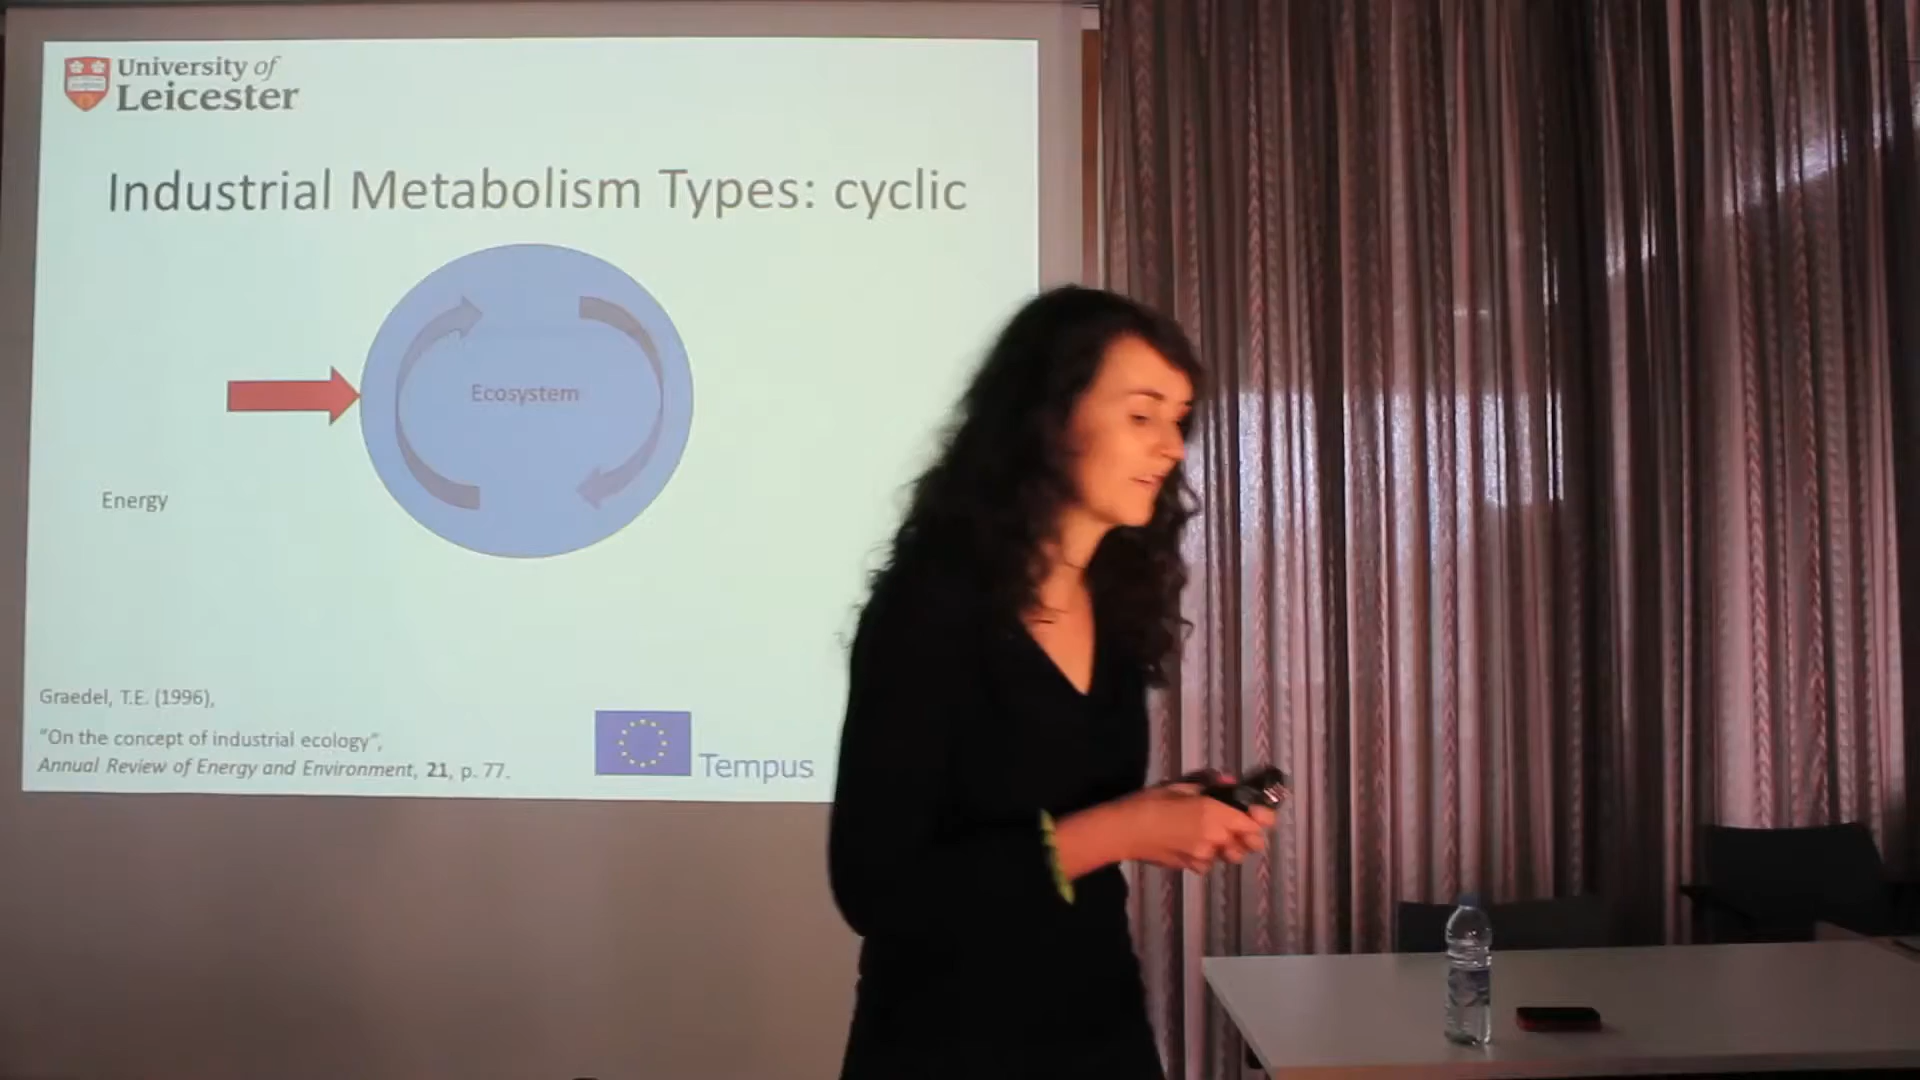 University of
Leicester
Industrial Metabolism Types: cyclic
Ecosystem
Energy
Graedel, T.E. (1996),
"On the concept of industrial ecology",
Annual Review of Energy and Environment, 21, p. 77.
Tempus